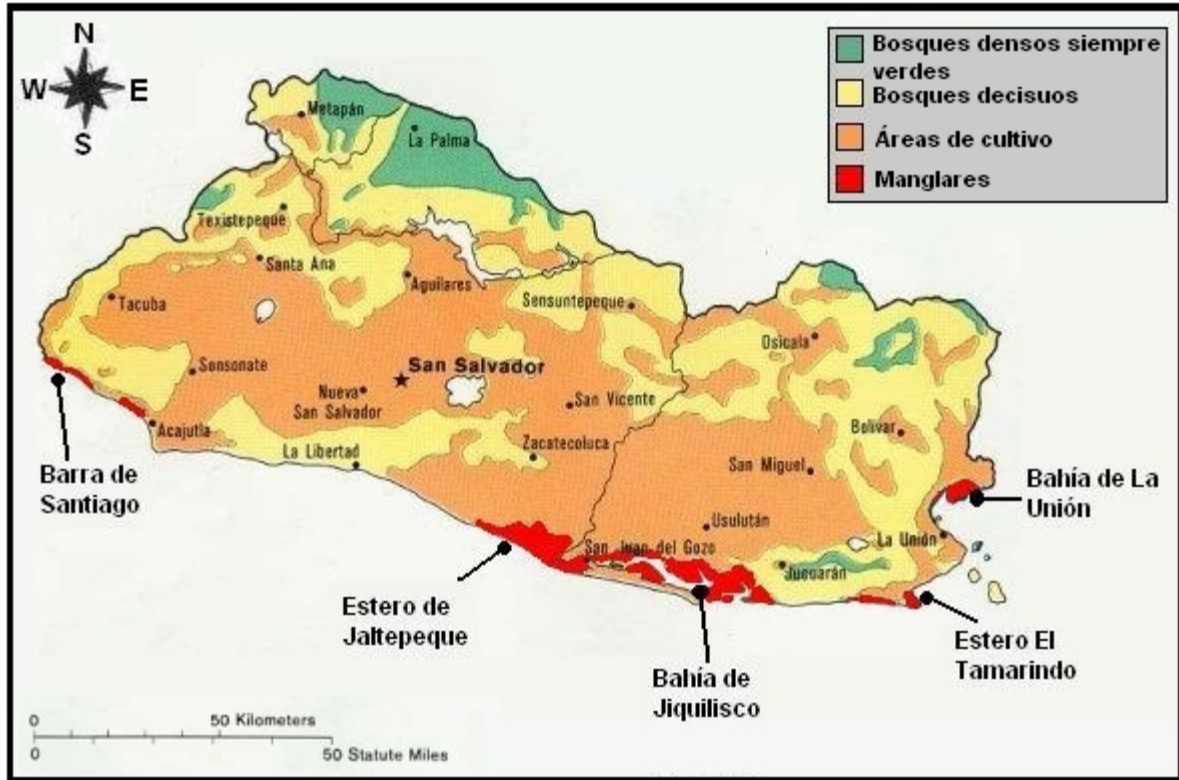 N
W E
S
Bosques densos siempre
verdes
Bosques decisuos
Áreas de cultivo
Manglares
Metapán
La Palma
Texistepeque
Santa Ana
Aguilares
Tacuba
Sensuntepeque
Osicala
Sonsonate
San Salvador
Nueva
San Salvador
San Vicente
Acajutla
La Libertad
Zacatecoluca
Bolívar
San Miguel
Barra de
Santiago
Bahía de La
Unión
Usulután
La Unión
San Juan del Gozo
Jucuarán
Estero de
Jaltepeque
Bahía de
Jiquilisco
Estero El
Tamarindo
0 50 Kilometers
0 50 Statute Miles